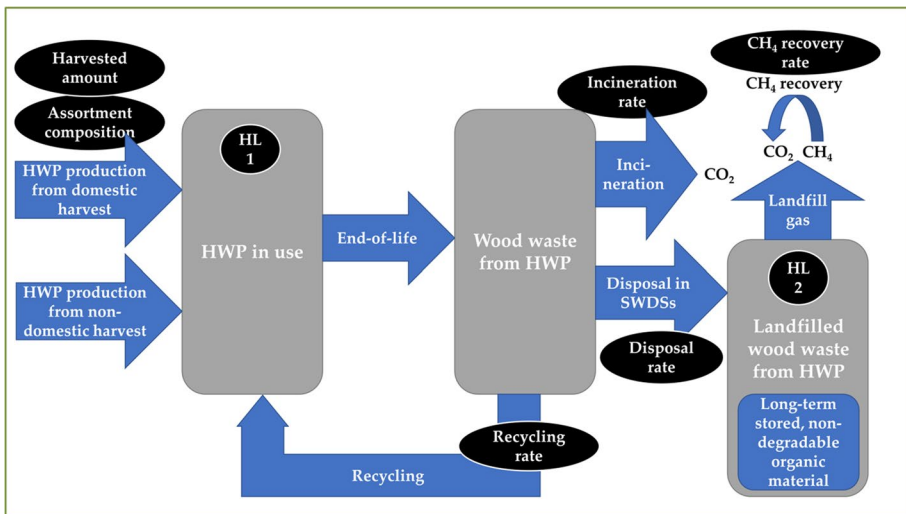 Harvested
amount
Assortment
composition
HWP production
from domestic
harvest
HWP production
from non-
domestic harvest
HL
1
HWP in use
End-of-life
Wood waste
from HWP
Incineration rate
Inci-
neration
CO₂
Disposal in
SWDSs
Disposal
rate
Recycling
rate
Recycling
CH₄ recovery
rate
CH₄ recovery
CO₂ CH₄
Landfill
gas
HL
2
Landfilled
wood waste
from HWP
Long-term
stored, non-
degradable
organic
material